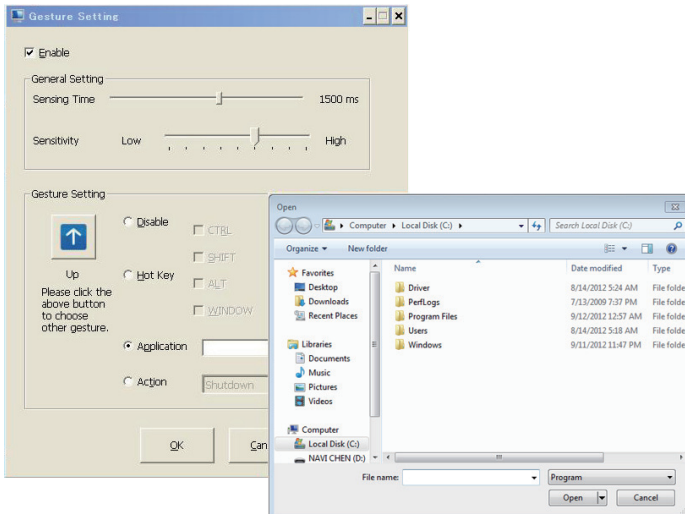 Gesture Setting
Enable
General Setting
Sensing Time 1500 ms
Sensitivity Low High
Gesture Setting
Up
Please click the
above button
to choose
other gesture.
Disable
Hot Key
Application
Action
CTRL
SHIFT
ALT
WINDOW
Shutdown
OK
Can
Open
Computer Local Disk (C:)
Search Local Disk (C:)
Organize New folder
Favorites
Desktop
Downloads
Recent Places
Libraries
Documents
Music
Pictures
Videos
Computer
Local Disk (C:)
NAVI CHEN (D:)
Name Date modified Type
Driver 8/14/2012 5:24 AM File folde
PerfLogs 7/13/2009 7:37 PM File folde
Program Files 9/12/2012 12:57 AM File folde
Users 8/14/2012 5:18 AM File folde
Windows 9/11/2012 11:47 PM File folde
File name: Program
Open Cancel